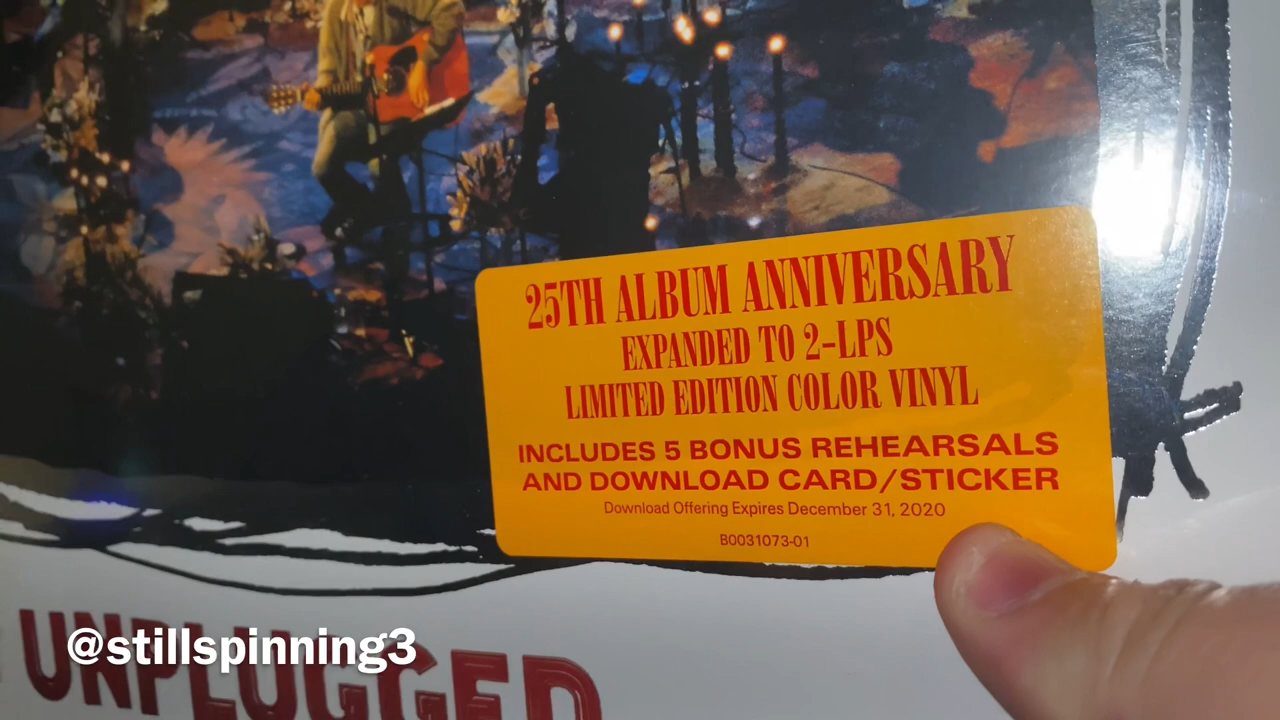 25TH ALBUM ANNIVERSARY
EXPANDED TO 2-LPS
LIMITED EDITION COLOR VINYL
INCLUDES 5 BONUS REHEARSALS
AND DOWNLOAD CARD/STICKER
Download Offering Expires December 31, 2020
B0031073-01
UNPLUGGED
@stillspinning3